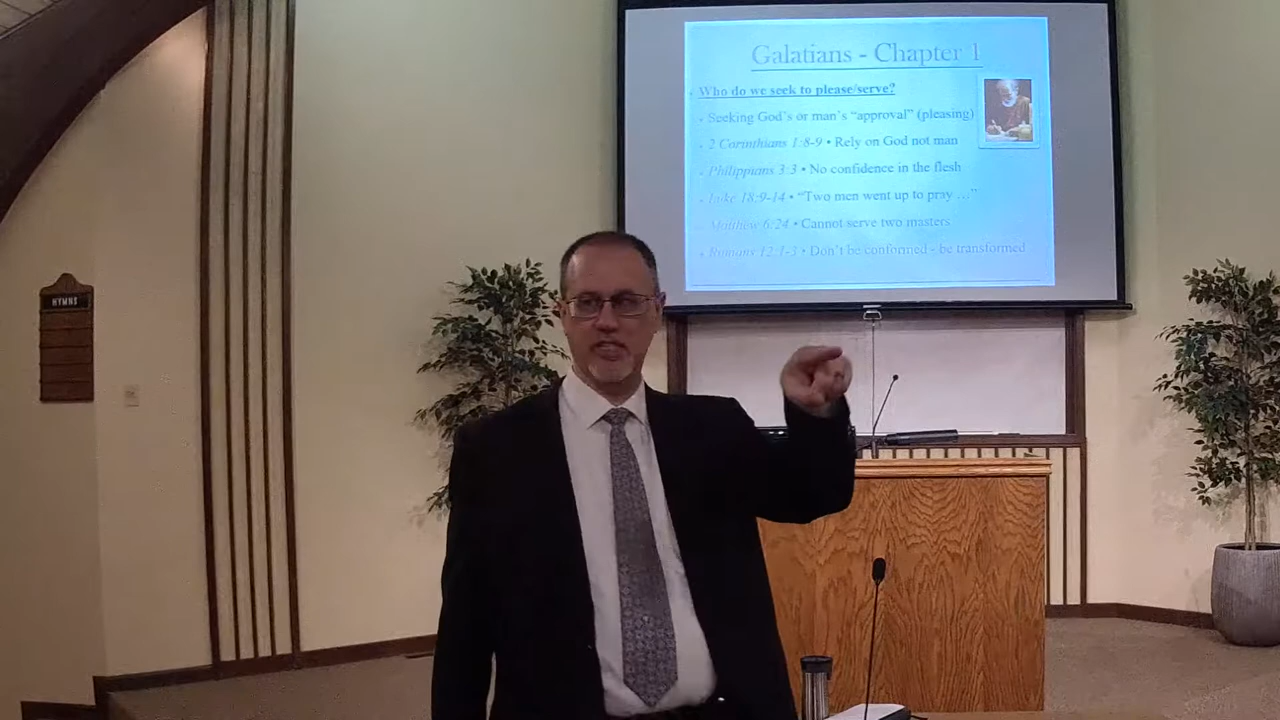 Galatians - Chapter 1
Who do we seek to please/serve?
• Seeking God's or man's "approval" (pleasing)
• 2 Corinthians 1:8-9 • Rely on God not man
• Philippians 3:3 • No confidence in the flesh
• Luke 18:9-14 • "Two men went up to pray ..."
• Matthew 6:24 • Cannot serve two masters
• Romans 12:1-3 • Don't be conformed - be transformed
HYMNS